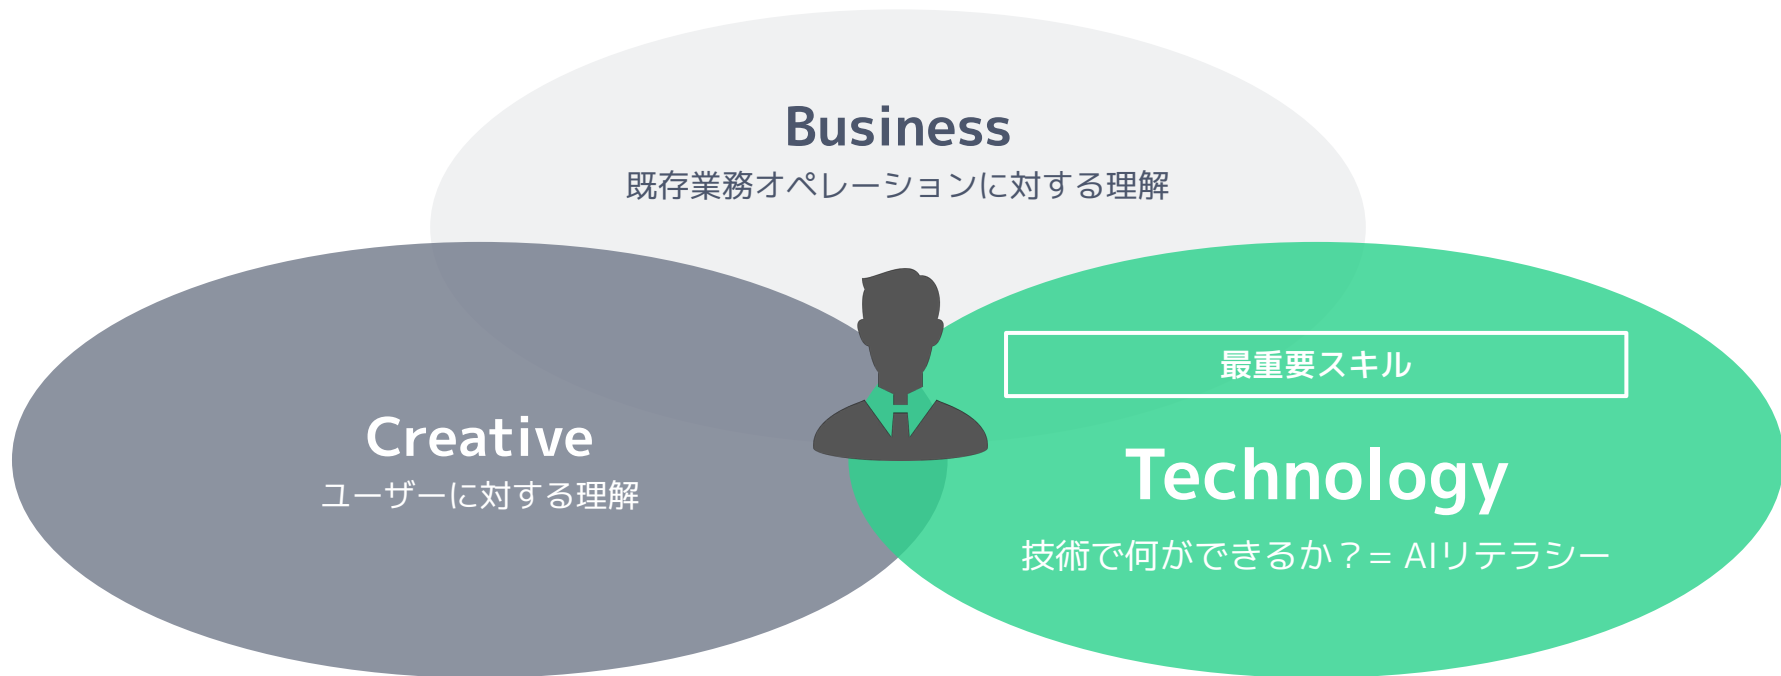 Business
既存業務オペレーションに対する理解
Creative
ユーザーに対する理解
最重要スキル
Technology
技術で何ができるか？= AIリテラシー